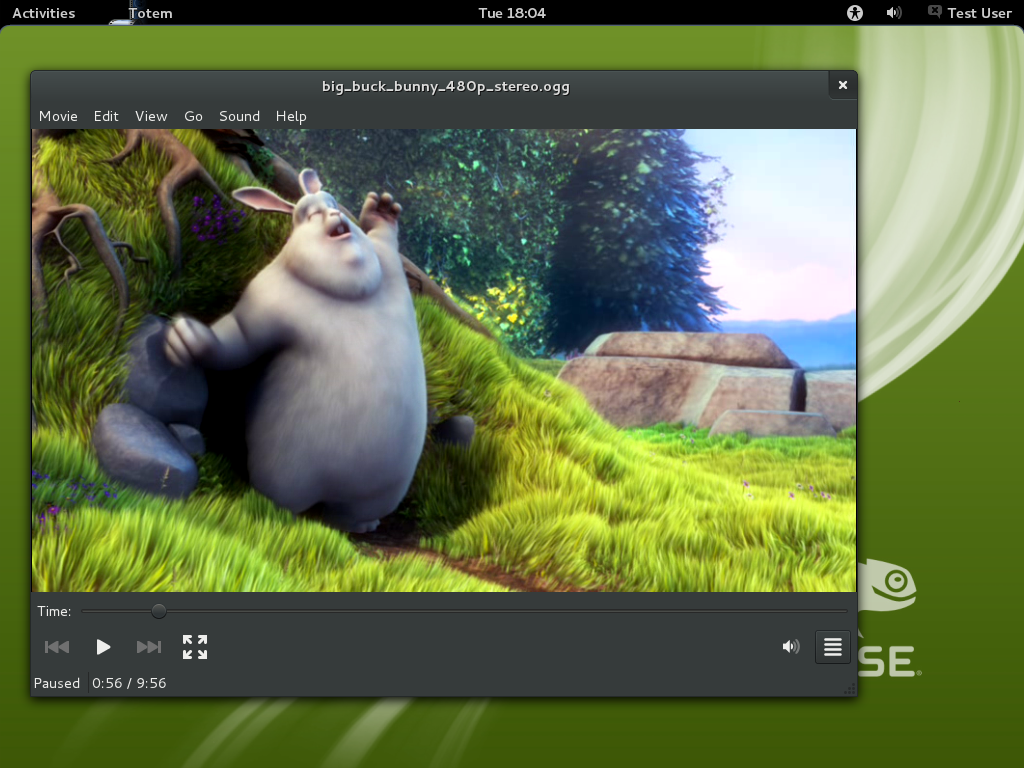 Activities Totem Tue 18:04 Test User
big_buck_bunny_480p_stereo.ogg
Movie Edit View Go Sound Help
Time:
SE
Paused 0:56 / 9:56